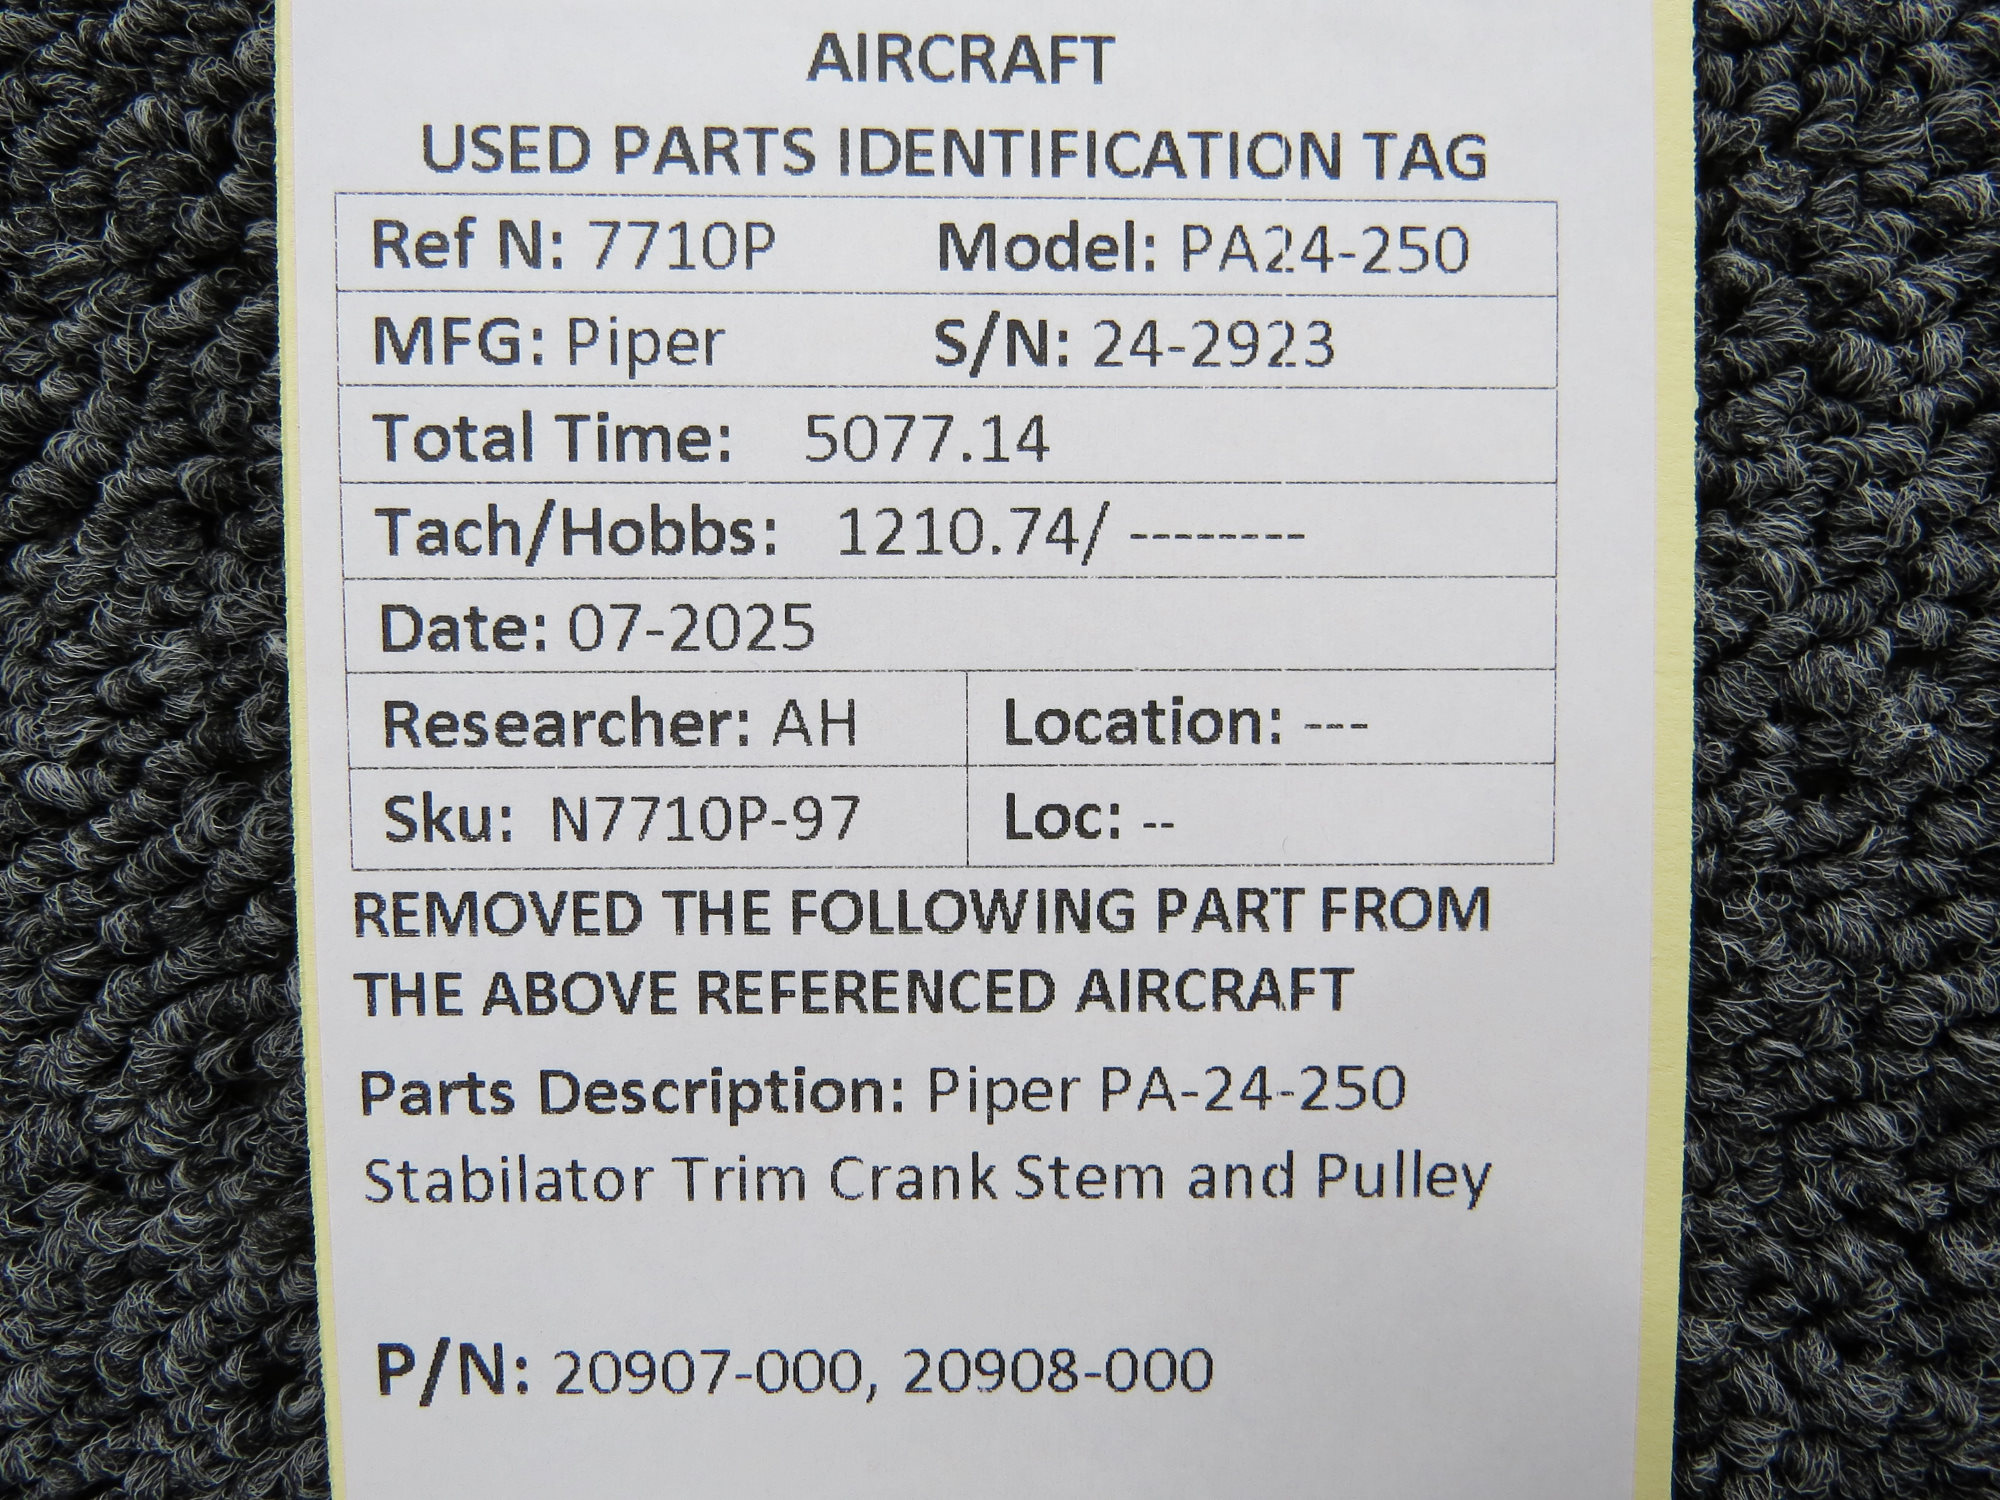 AIRCRAFT
USED PARTS IDENTIFICATION TAG
Ref N: 7710P Model: PA24-250
MFG: Piper S/N: 24-2923
Total Time: 5077.14
Tach/Hobbs: 1210.74/ --------
Date: 07-2025
Researcher: AH Location: ---
Sku: N7710P-97 Loc: --
REMOVED THE FOLLOWING PART FROM
THE ABOVE REFERENCED AIRCRAFT
Parts Description: Piper PA-24-250
Stabilator Trim Crank Stem and Pulley
P/N: 20907-000, 20908-000